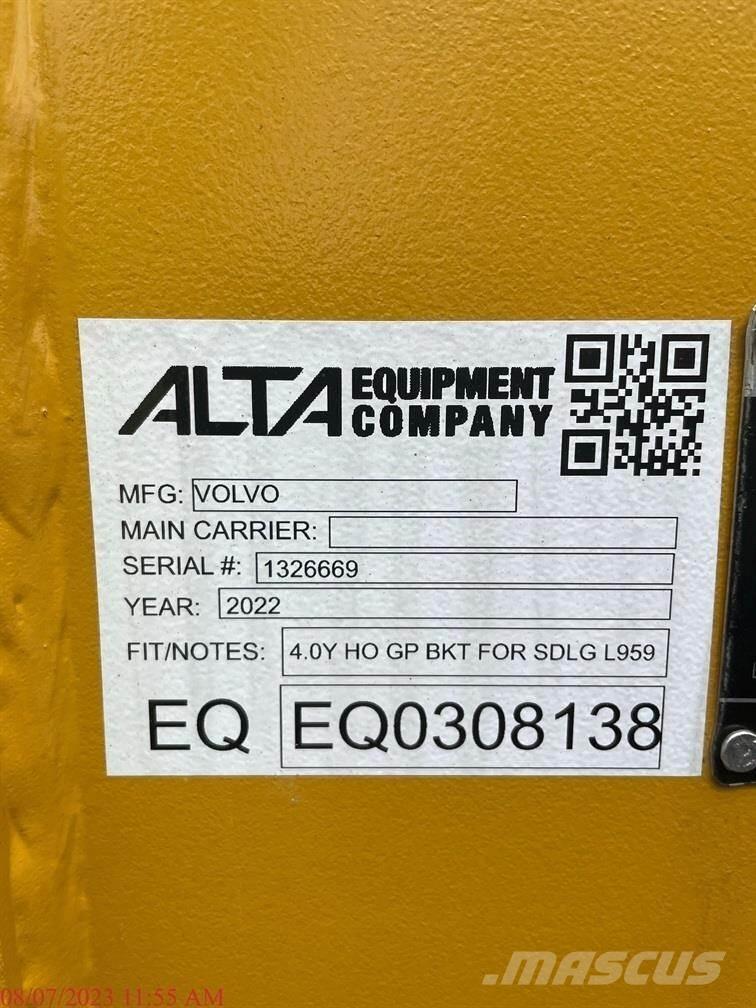 ALTA EQUIPMENT COMPANY
MFG: VOLVO
MAIN CARRIER:
SERIAL #: 1326669
YEAR: 2022
FIT/NOTES: 4.0Y HO GP BKT FOR SDLG L959
EQ EQ0308138
08/07/2023 11:55 AM
MASCUS